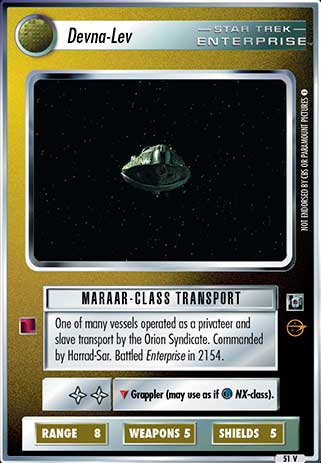 Devna-Lev
STAR TREK
ENTERPRISE
NOT ENDORSED BY CBS OR PARAMOUNT PICTURES
MARAAR-CLASS TRANSPORT
One of many vessels operated as a privateer and
slave transport by the Orion Syndicate. Commanded
by Harrad-Sar. Battled Enterprise in 2154.
Grappler (may use as if NX-class).
RANGE 8 WEAPONS 5 SHIELDS 5
51 V